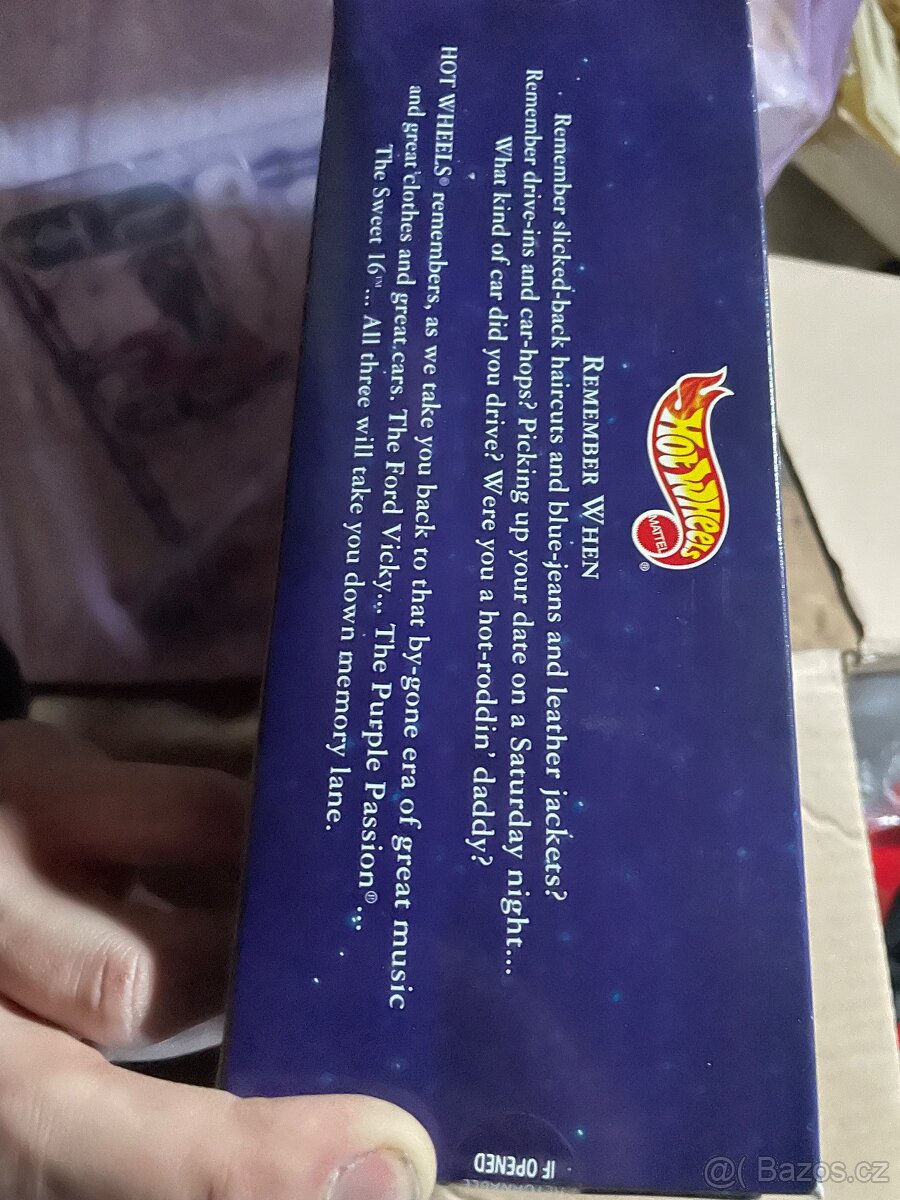 HOT WHEELS
MATTEL
®
REMEMBER WHEN
Remember slicked-back haircuts and blue-jeans and leather jackets?
Remember drive-ins and car-hops? Picking up your date on a Saturday night...
What kind of car did you drive? Were you a hot-roddin' daddy?
HOT WHEELS® remembers, as we take you back to that by-gone era of great music
and great clothes and great cars. The Ford Vicky... The Purple Passion®...
The Sweet 16™... All three will take you down memory lane.
IF OPENED
@( Bazos.cz